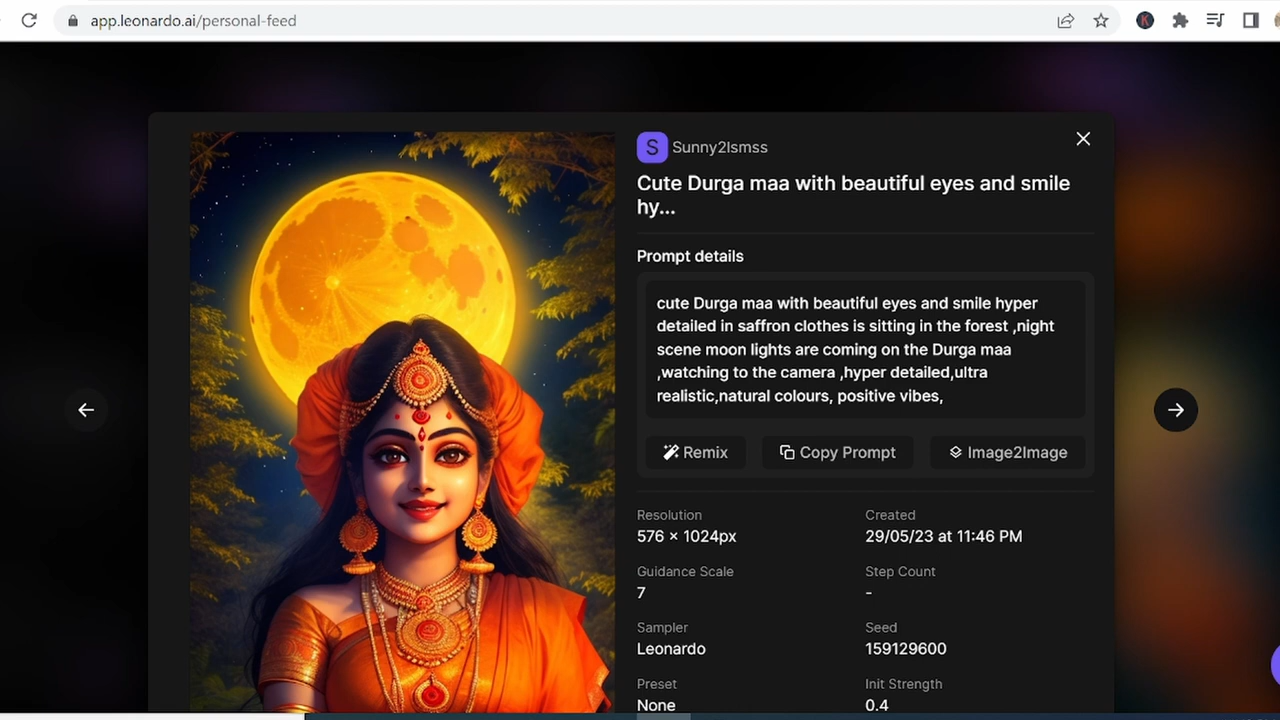 app.leonardo.ai/personal-feed
K
S
Sunny2lsmss
Cute Durga maa with beautiful eyes and smile
hy...
Prompt details
cute Durga maa with beautiful eyes and smile hyper
detailed in saffron clothes is sitting in the forest ,night
scene moon lights are coming on the Durga maa
,watching to the camera ,hyper detailed,ultra
realistic,natural colours, positive vibes,
Remix
Copy Prompt
Image2Image
Resolution
Created
576 × 1024px
29/05/23 at 11:46 PM
Guidance Scale
Step Count
7
-
Sampler
Seed
Leonardo
159129600
Preset
Init Strength
None
0.4